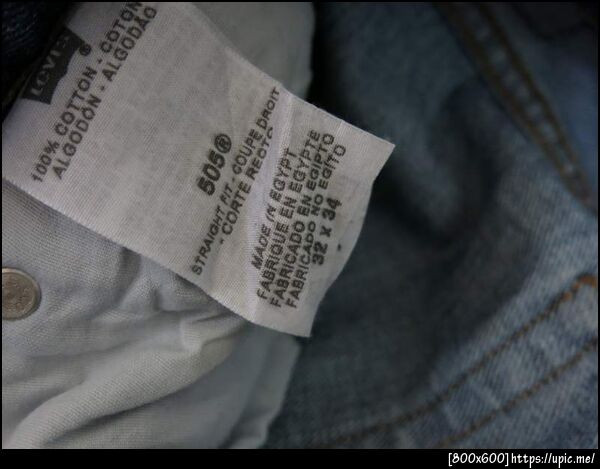 LEVI'S®
100% COTTON - COTON
ALGODÓN - ALGODÃO
505®
STRAIGHT FIT - COUPE DROIT
- CORTE RECTO
MADE IN EGYPT
FABRIQUE EN EGYPTE
FABRICADO EN EGIPTO
FABRICADO NO EGITO
32 x 34
[800x600]https://upic.me/